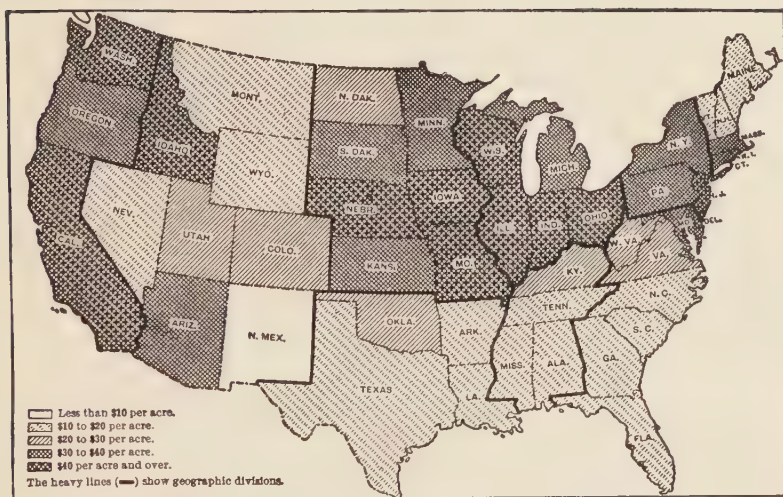 WASH.
MONT.
N. DAK.
MINN.
MAINE
OREGON
IDAHO
WYO.
S. DAK.
WIS.
MICH.
N.Y.
VT.
MASS.
R. I.
CT.
NEV.
UTAH
COLO.
NEBR.
IOWA
ILL.
IND.
OHIO
PA.
N. J.
DEL.
CAL.
ARIZ.
N. MEX.
KANS.
MO.
KY.
W. VA.
VA.
OKLA.
ARK.
TENN.
N. C.
S. C.
TEXAS
LA.
MISS.
ALA.
GA.
FLA.
Less than $10 per acre.
$10 to $20 per acre.
$20 to $30 per acre.
$30 to $40 per acre.
$40 per acre and over.
The heavy lines (━) show geographic divisions.